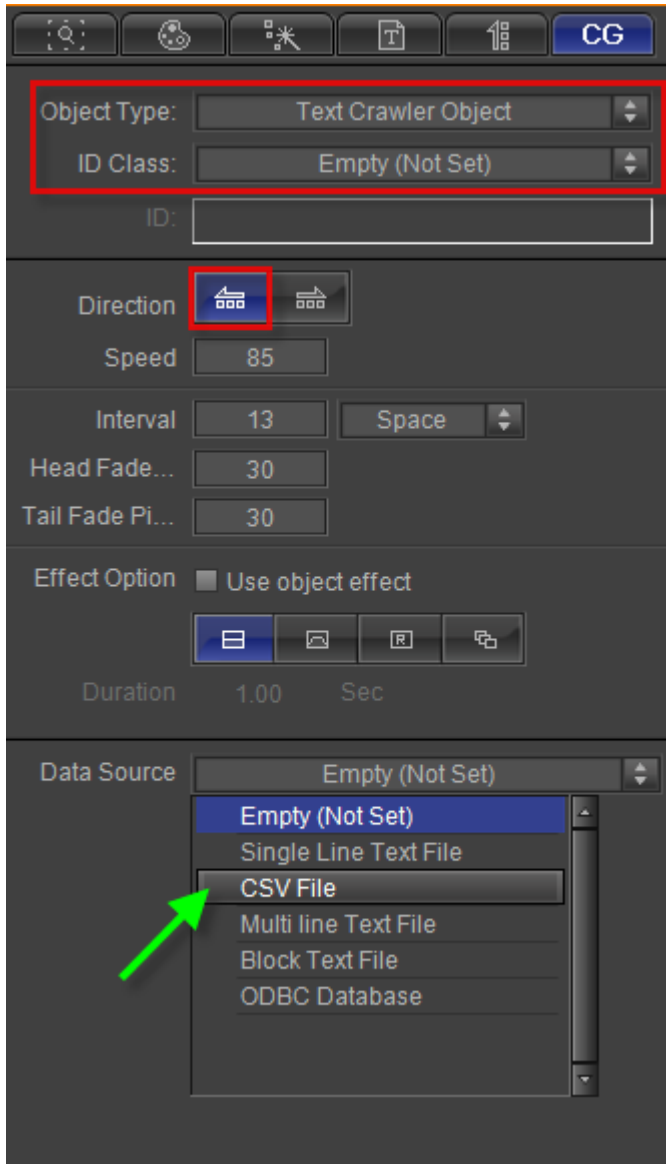 CG
Object Type: Text Crawler Object
ID Class: Empty (Not Set)
ID:
Direction
Speed 85
Interval 13 Space
Head Fade... 30
Tail Fade Pi... 30
Effect Option Use object effect
R
Duration 1.00 Sec
Data Source Empty (Not Set)
Empty (Not Set)
Single Line Text File
CSV File
Multi line Text File
Block Text File
ODBC Database